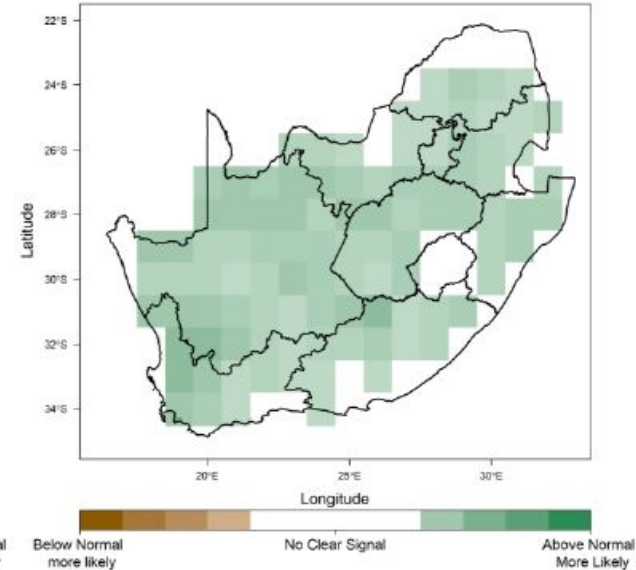 22°S
24°S
26°S
28°S
30°S
32°S
34°S
Latitude
20°E 25°E 30°E
Longitude
al Below Normal No Clear Signal Above Normal
more likely More Likely